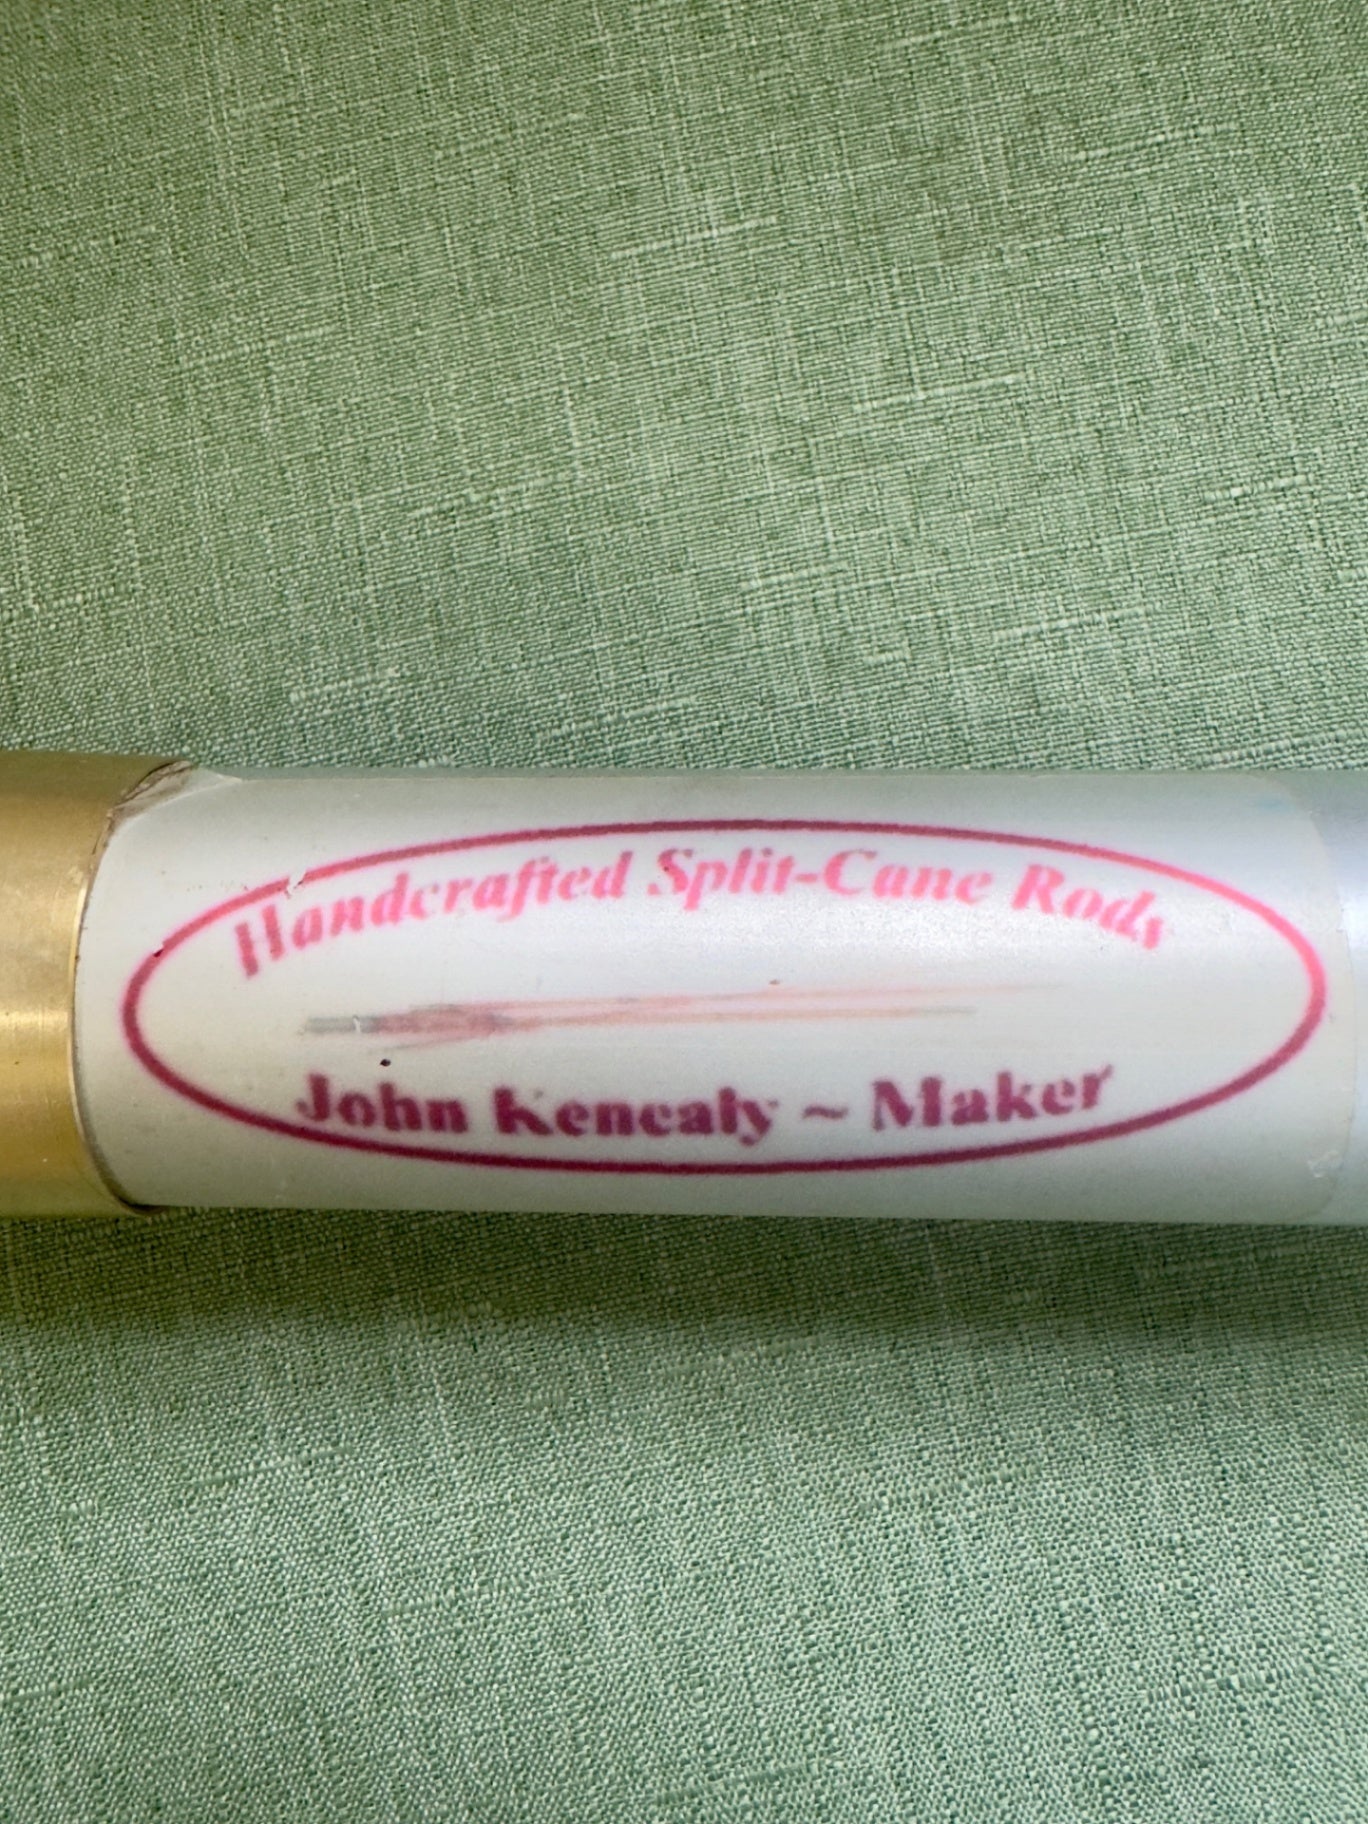 Handcrafted Split-Cane Rods
John Kenealy ~ Maker